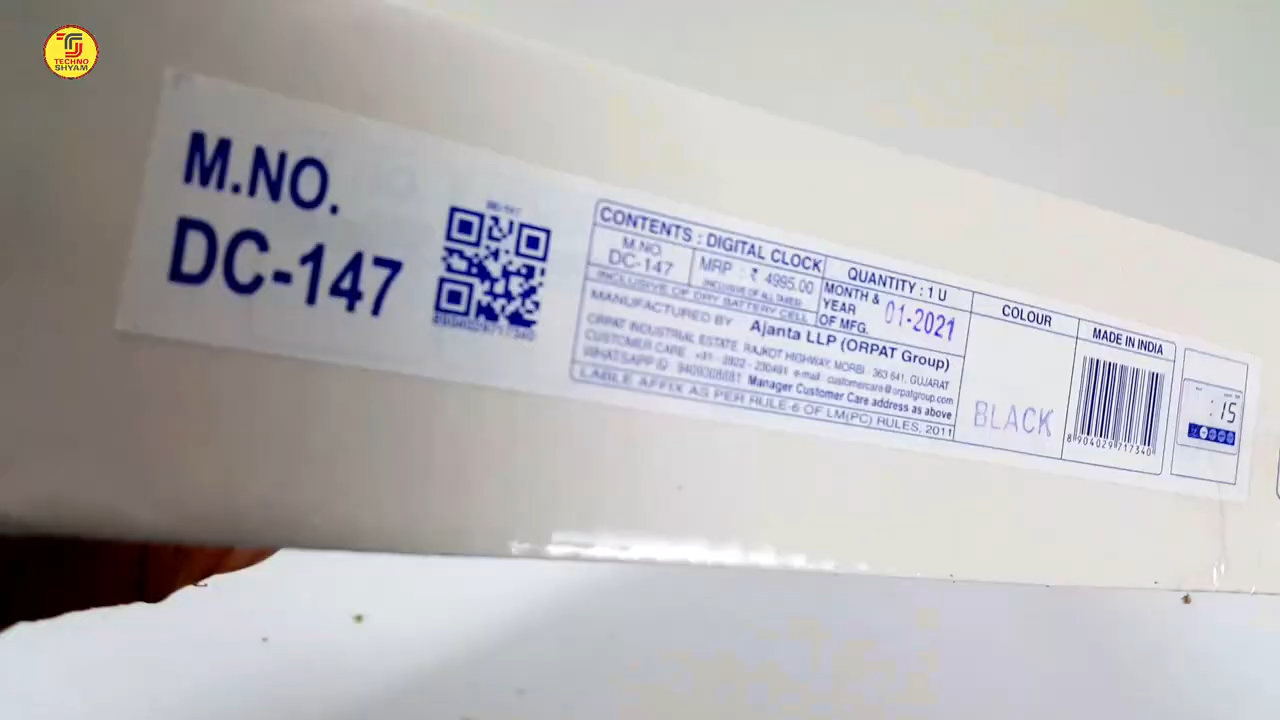 TECHNO
SHYAM
M.NO.
DC-147
8904029717340
CONTENTS : DIGITAL CLOCK
M.NO.
DC-147
MRP : ₹ 4995.00
INCLUSIVE OF ALL TAXES
INCLUSIVE OF DRY BATTERY CELL
QUANTITY : 1 U
MONTH &
YEAR
OF MFG.
01-2021
MANUFACTURED BY Ajanta LLP (ORPAT Group)
ORPAT INDUSTRIAL ESTATE, RAJKOT HIGHWAY, MORBI 363 641, GUJARAT
CUSTOMER CARE +91 - 2822 - 230491 e-mail : customercare@orpatgroup.com
WHATSAPP ID Manager Customer Care address as above
LABLE AFFIX AS PER RULE-6 OF LM(PC) RULES, 2011
COLOUR
BLACK
MADE IN INDIA
8 904029 717340
:15